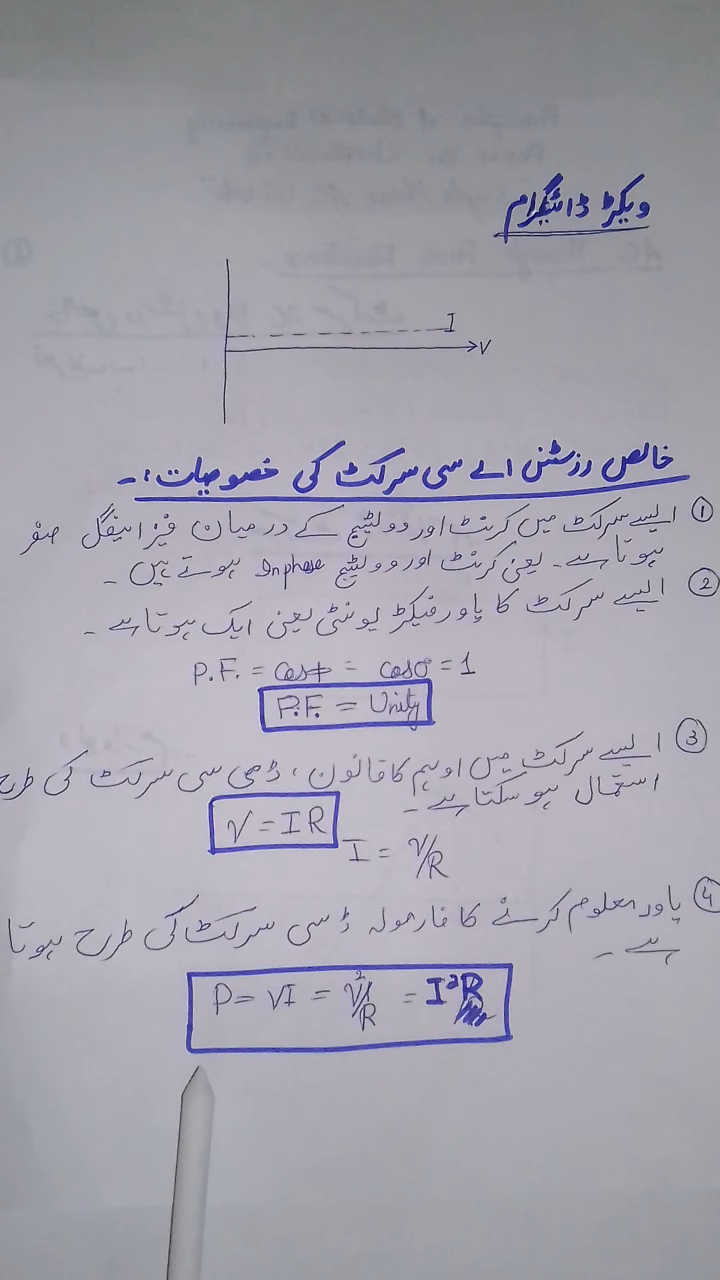 ویکڑ ڈائیگرام
I
V
خالص رزسٹن اے سی سرکٹ کی خصوصیات:۔
① ایسے سرکٹ میں کرنٹ اور وولٹیج کے درمیان فیز اینگل صفر
ہوتا ہے۔ یعنی کرنٹ اور وولٹیج Inphase ہوتے ہیں۔
② ایسے سرکٹ کا پاور فیکٹر یونٹی یعنی ایک ہوتا ہے۔
P.F. = Cosφ = Cos0° = 1
P.F. = Unity
③ ایسے سرکٹ میں اوہم کا قانون، ڈی سی سرکٹ کی طرح
استعمال ہو سکتا ہے۔
V = IR
I = V/R
④ پاور معلوم کرنے کا فارمولہ ڈی سی سرکٹ کی طرح ہوتا
ہے۔
P = VI = V²/R = I²R